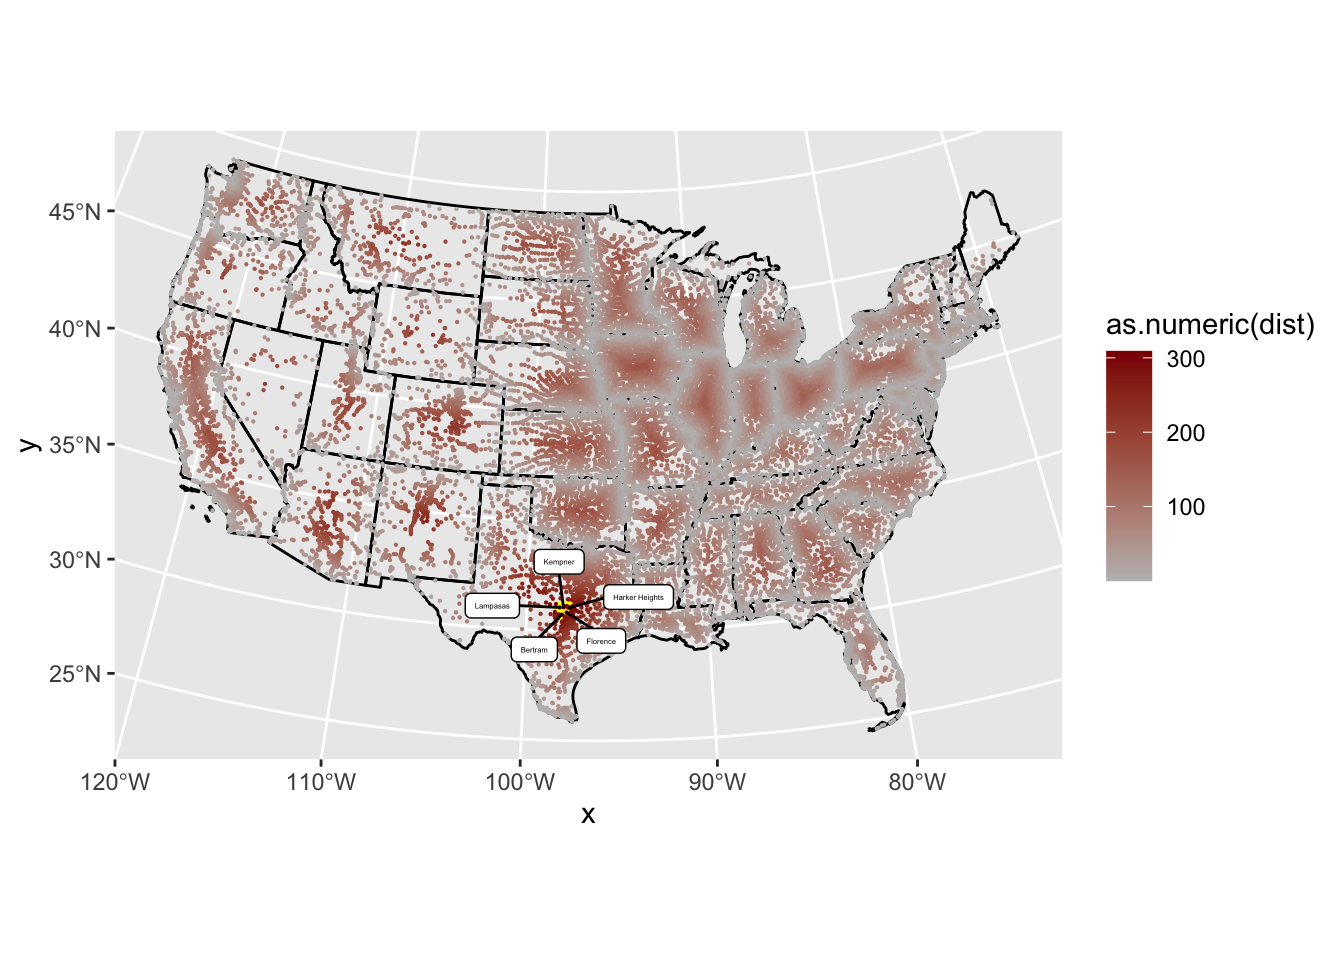 45°N
40°N
35°N
30°N
25°N
y
120°W 110°W 100°W 90°W 80°W
x
Kempner
Lampasas
Harker Heights
Bertram
Florence
as.numeric(dist)
300
200
100